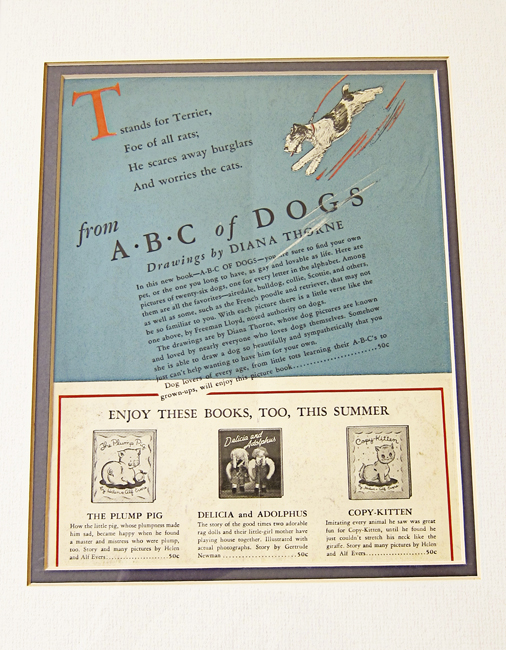 T stands for Terrier,
Foe of all rats;
He scares away burglars
And worries the cats.
from
A·B·C of DOGS
Drawings by DIANA THORNE
In this new book—A-B-C OF DOGS—you are sure to find your own
pet, or the one you long to have, as gay and lovable as life. Here are
pictures of twenty-six dogs, one for every letter in the alphabet. Among
them are all the favorites—airedale, bulldog, collie, Scottie, and others,
as well as some, such as the French poodle and retriever, that may not
be so familiar to you. With each picture there is a little verse like the
one above, by Freeman Lloyd, noted authority on dogs.
The drawings are by Diana Thorne, whose dog pictures are known
and loved by nearly everyone who loves dogs themselves. Somehow
she is able to draw a dog so beautifully and sympathetically that you
just can't help wanting to have him for your own.
Dog lovers of every age, from little tots learning their A-B-C's to
grown-ups, will enjoy this picture book....................50c
ENJOY THESE BOOKS, TOO, THIS SUMMER
The Plump Pig
Delicia and
Adolphus
Copy-Kitten
THE PLUMP PIG
How the little pig, whose plumpness made
him sad, became happy when he found
a master and mistress who were plump,
too. Story and many pictures by Helen
and Alf Evers....................50c
DELICIA and ADOLPHUS
The story of the good times two adorable
rag dolls and their little-girl mother have
playing house together. Illustrated with
actual photographs. Story by Gertrude
Newman....................50c
COPY-KITTEN
Imitating every animal he saw was great
fun for Copy-Kitten, until he found he
just couldn't stretch his neck like the
giraffe. Story and many pictures by Helen
and Alf Evers....................50c